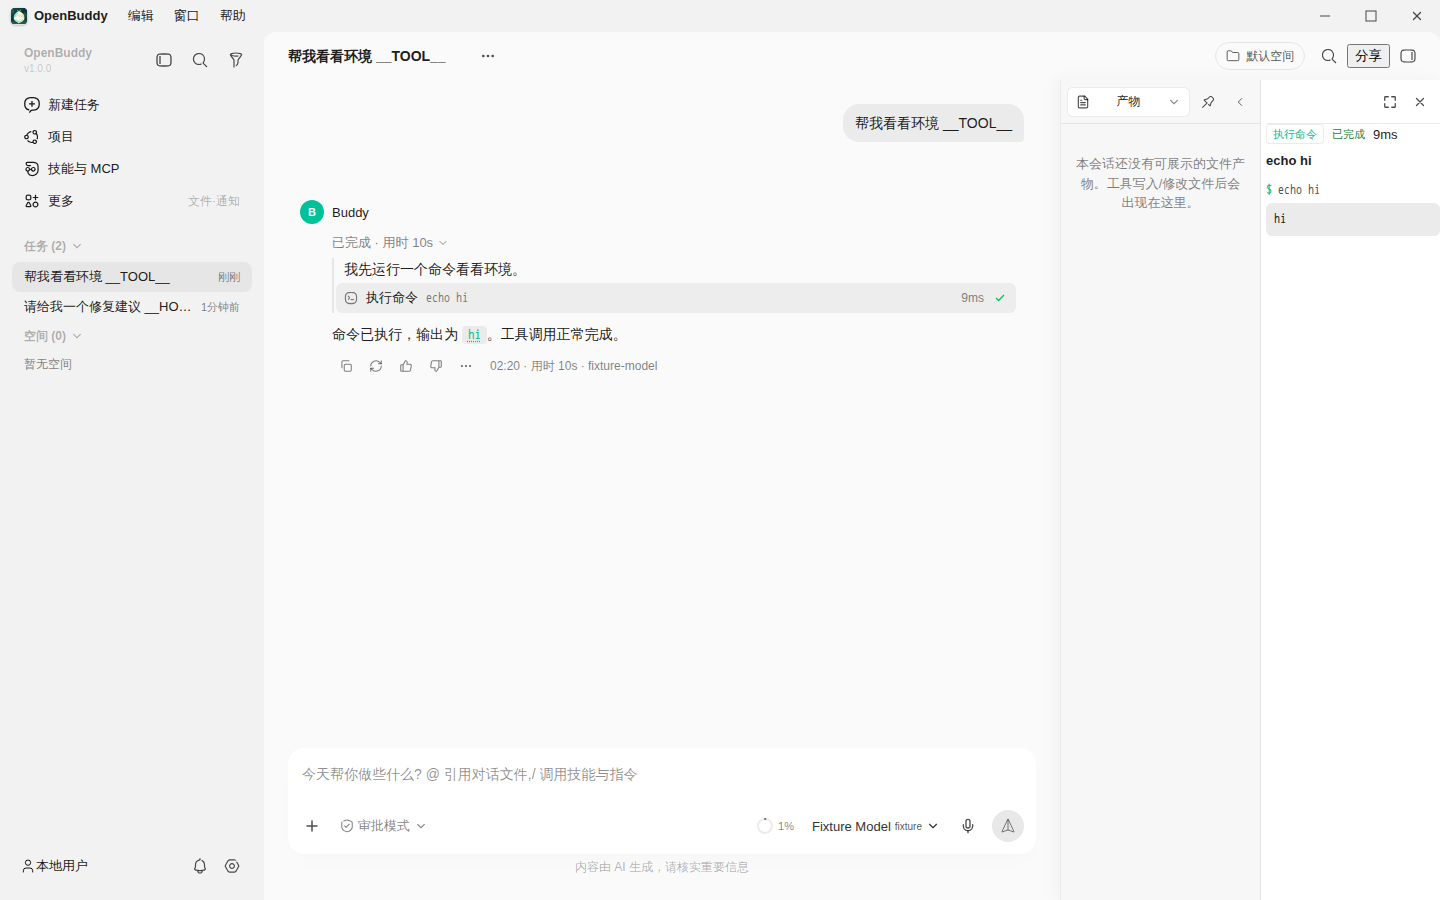 OpenBuddy 编辑 窗口 帮助
OpenBuddy
v1.0.0
新建任务
项目
技能与 MCP
更多 文件·通知
任务 (2)
帮我看看环境 __TOOL__ 刚刚
请给我一个修复建议 __HO... 1分钟前
空间 (0)
暂无空间
本地用户
帮我看看环境 __TOOL__
默认空间
分享
帮我看看环境 __TOOL__
B Buddy
已完成 · 用时 10s
我先运行一个命令看看环境。
执行命令 echo hi 9ms
命令已执行，输出为 hi 。工具调用正常完成。
02:20 · 用时 10s · fixture-model
今天帮你做些什么? @ 引用对话文件,/ 调用技能与指令
审批模式
1% Fixture Model fixture
内容由 AI 生成，请核实重要信息
产物
本会话还没有可展示的文件产
物。工具写入/修改文件后会
出现在这里。
执行命令 已完成 9ms
echo hi
$ echo hi
hi